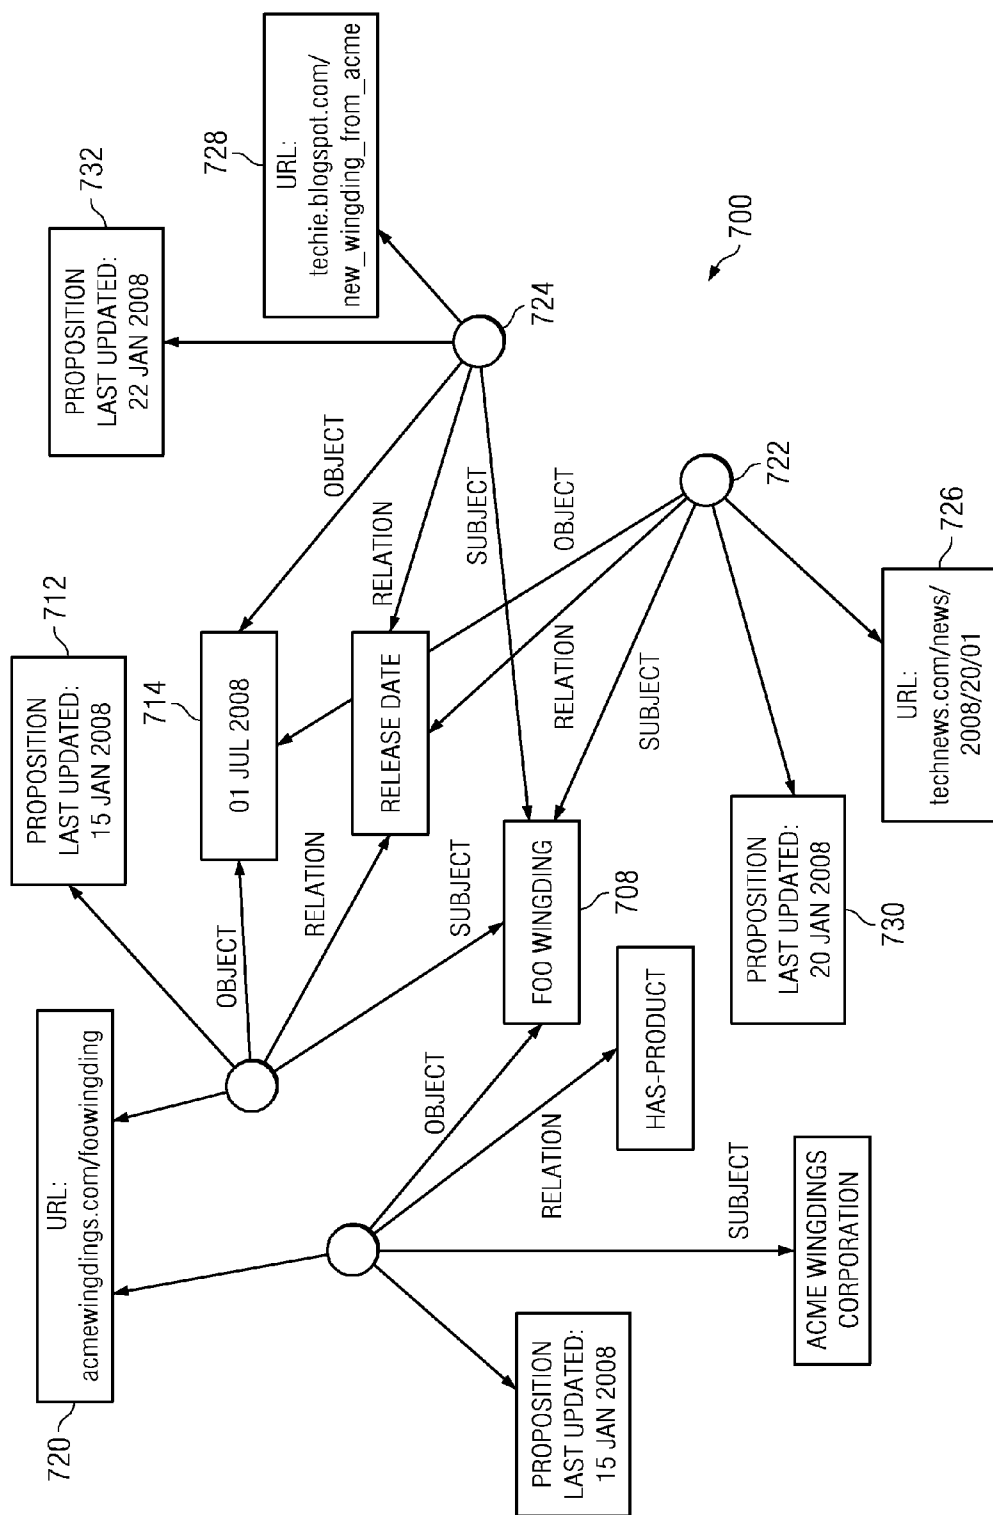 720
URL:
acmewingdings.com/foowingding
PROPOSITION
LAST UPDATED:
15 JAN 2008
712
PROPOSITION
LAST UPDATED:
22 JAN 2008
732
URL:
techie.blogspot.com/
new_wingding_from_acme
728
OBJECT
RELATION
SUBJECT
714
01 JUL 2008
RELEASE DATE
OBJECT
RELATION
SUBJECT
724
700
OBJECT
RELATION
SUBJECT
722
FOO WINGDING
708
OBJECT
RELATION
SUBJECT
HAS-PRODUCT
PROPOSITION
LAST UPDATED:
15 JAN 2008
ACME WINGDINGS
CORPORATION
PROPOSITION
LAST UPDATED:
20 JAN 2008
730
URL:
technews.com/news/
2008/20/01
726